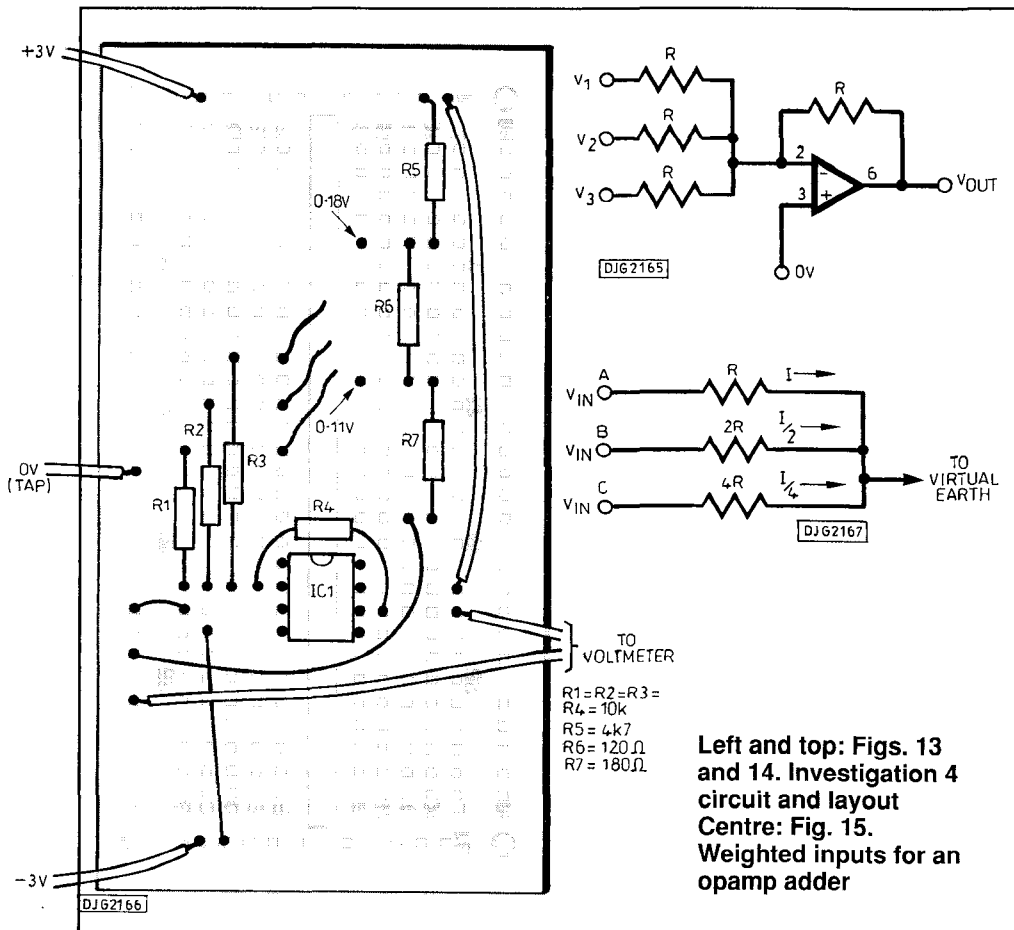 +3V
R5
0·18V
R6
0·11V
R7
R2
R3
0V
(TAP)
R1
R4
IC1
TO
VOLTMETER
-3V
DJG2166
R1=R2=R3=
R4=10k
R5=4k7
R6=120Ω
R7=180Ω
V1
R
R
V2
R
V3
R
2
-
3
+
6
VOUT
0V
DJG2165
A
VIN
R
I
B
VIN
2R
I/2
C
VIN
4R
I/4
TO
VIRTUAL
EARTH
DJG2167
Left and top: Figs. 13
and 14. Investigation 4
circuit and layout
Centre: Fig. 15.
Weighted inputs for an
opamp adder